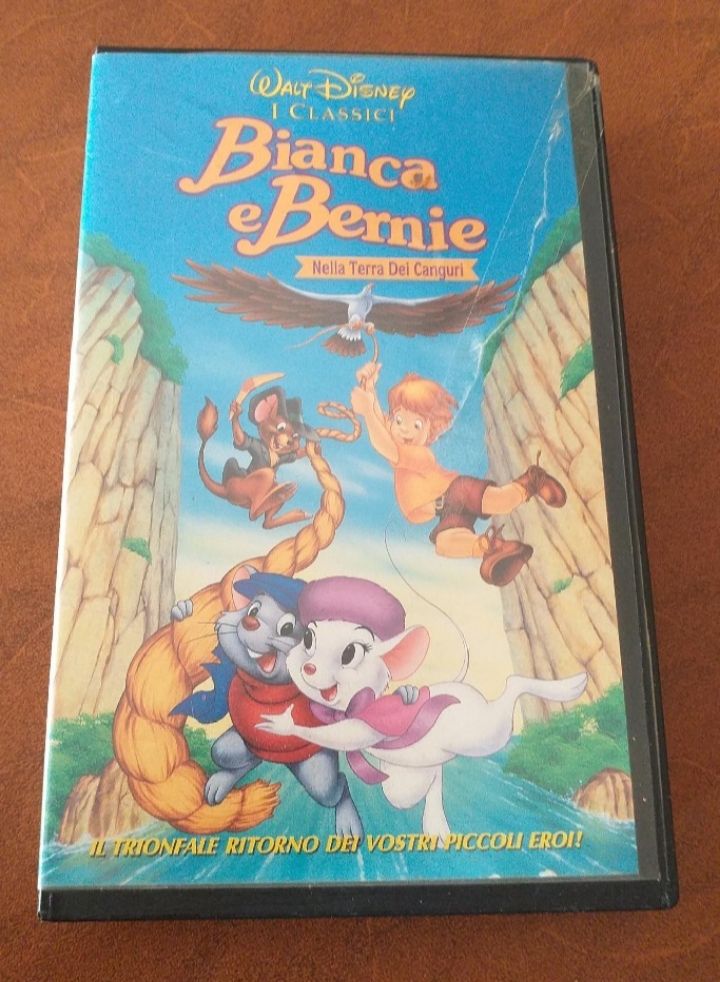 WALT DISNEY
I CLASSICI
Bianca
e Bernie
Nella Terra Dei Canguri
IL TRIONFALE RITORNO DEI VOSTRI PICCOLI EROI!